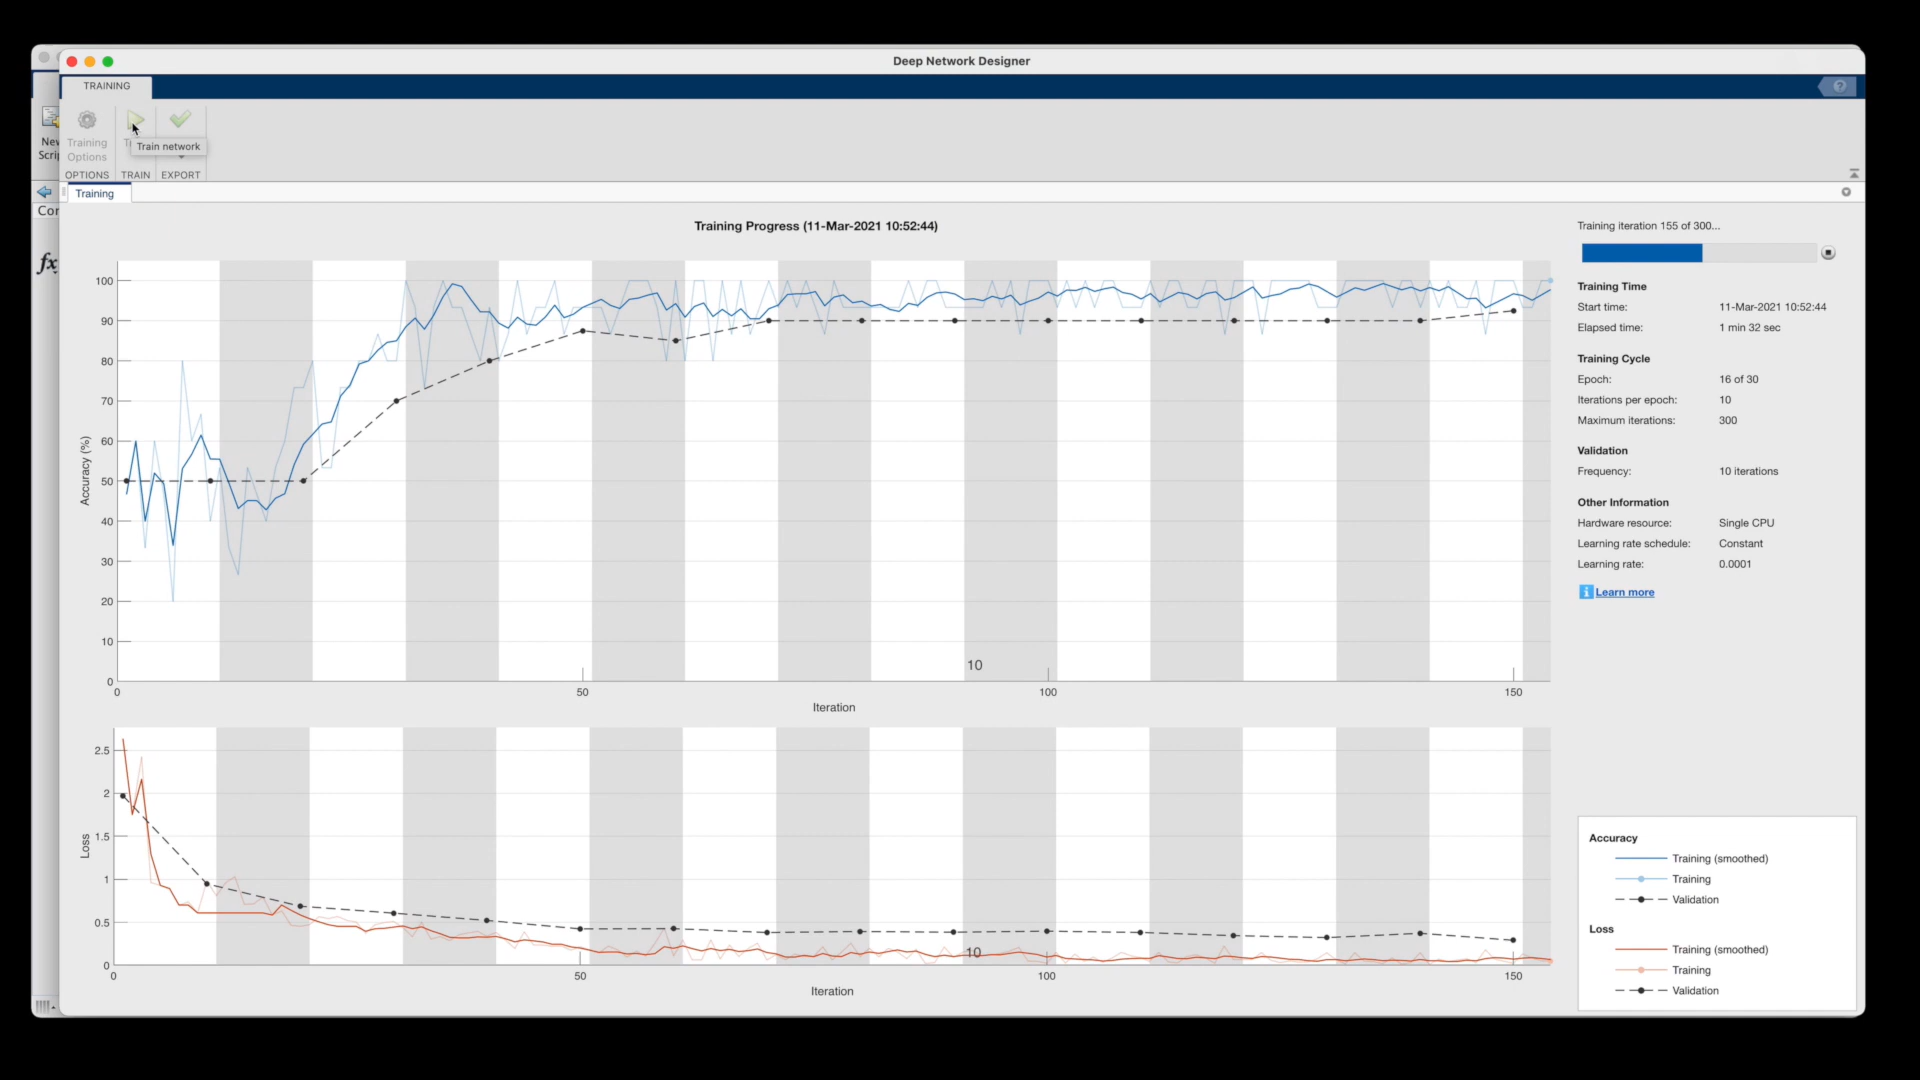 Deep Network Designer
TRAINING
?
New
Training
Train network
Options
OPTIONS
TRAIN
EXPORT
Training
fx
Training Progress (11-Mar-2021 10:52:44)
100
90
80
70
60
50
40
30
20
10
0
Accuracy (%)
10
0
50
100
150
Iteration
2.5
2
1.5
1
0.5
0
Loss
10
0
50
100
150
Iteration
Training iteration 155 of 300...
Training Time
Start time: 11-Mar-2021 10:52:44
Elapsed time: 1 min 32 sec
Training Cycle
Epoch: 16 of 30
Iterations per epoch: 10
Maximum iterations: 300
Validation
Frequency: 10 iterations
Other Information
Hardware resource: Single CPU
Learning rate schedule: Constant
Learning rate: 0.0001
i Learn more
Accuracy
Training (smoothed)
Training
Validation
Loss
Training (smoothed)
Training
Validation